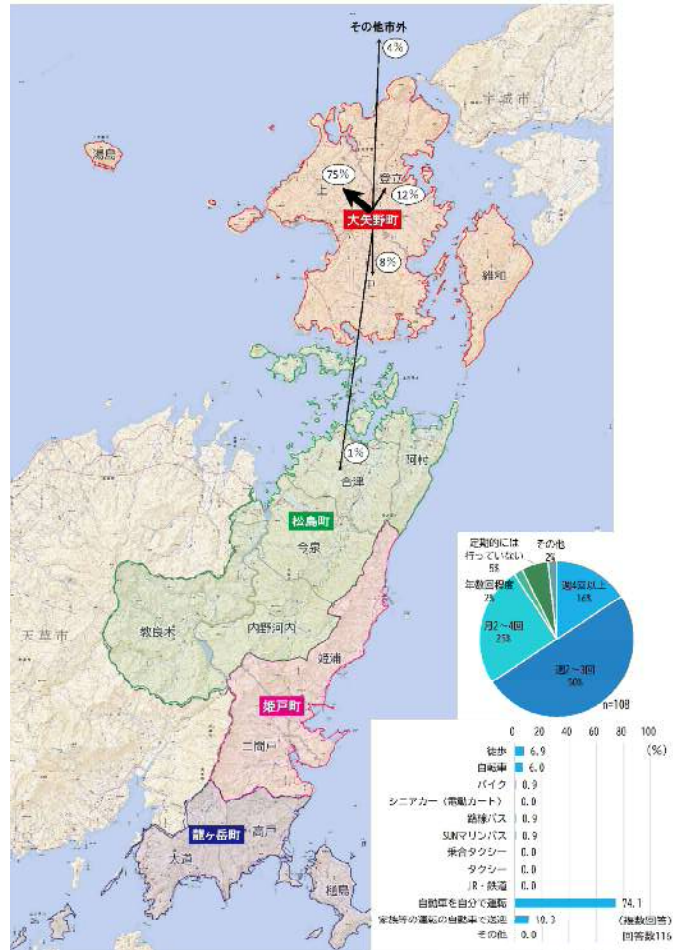 その他市外
4%
宇城市
湯島
75%
上
登立
12%
大矢野町
8%
中
維和
1%
合津
阿村
松島町
今泉
教良木
内野河内
天草市
姫浦
姫戸町
二間戸
龍ヶ岳町
高戸
大道
樋島
定期的には
行っていない
5%
その他
2%
年数回程度
2%
週4回以上
16%
月2～4回
25%
週2～3回
50%
n=108
0 20 40 60 80 100
(%)
徒歩 6.9
自転車 6.0
バイク 0.9
シニアカー（電動カート） 0.0
路線バス 0.9
SUNマリンバス 0.9
乗合タクシー 0.0
タクシー 0.0
JR・鉄道 0.0
自動車を自分で運転 74.1
家族等の運転の自動車で送迎 10.3
（複数回答）
その他 0.0
回答数116